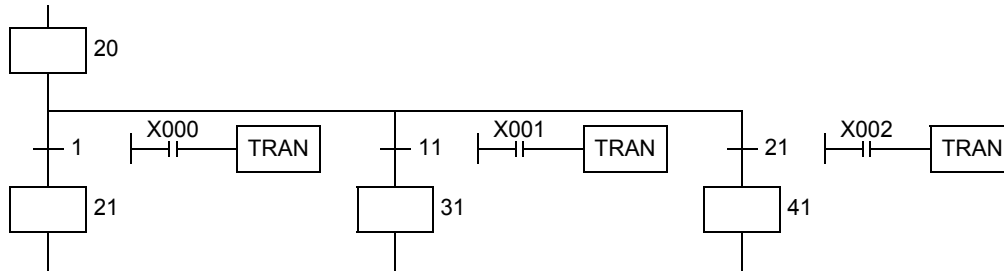 20
X000 X001 X002
1 TRAN 11 TRAN 21 TRAN
21 31 41